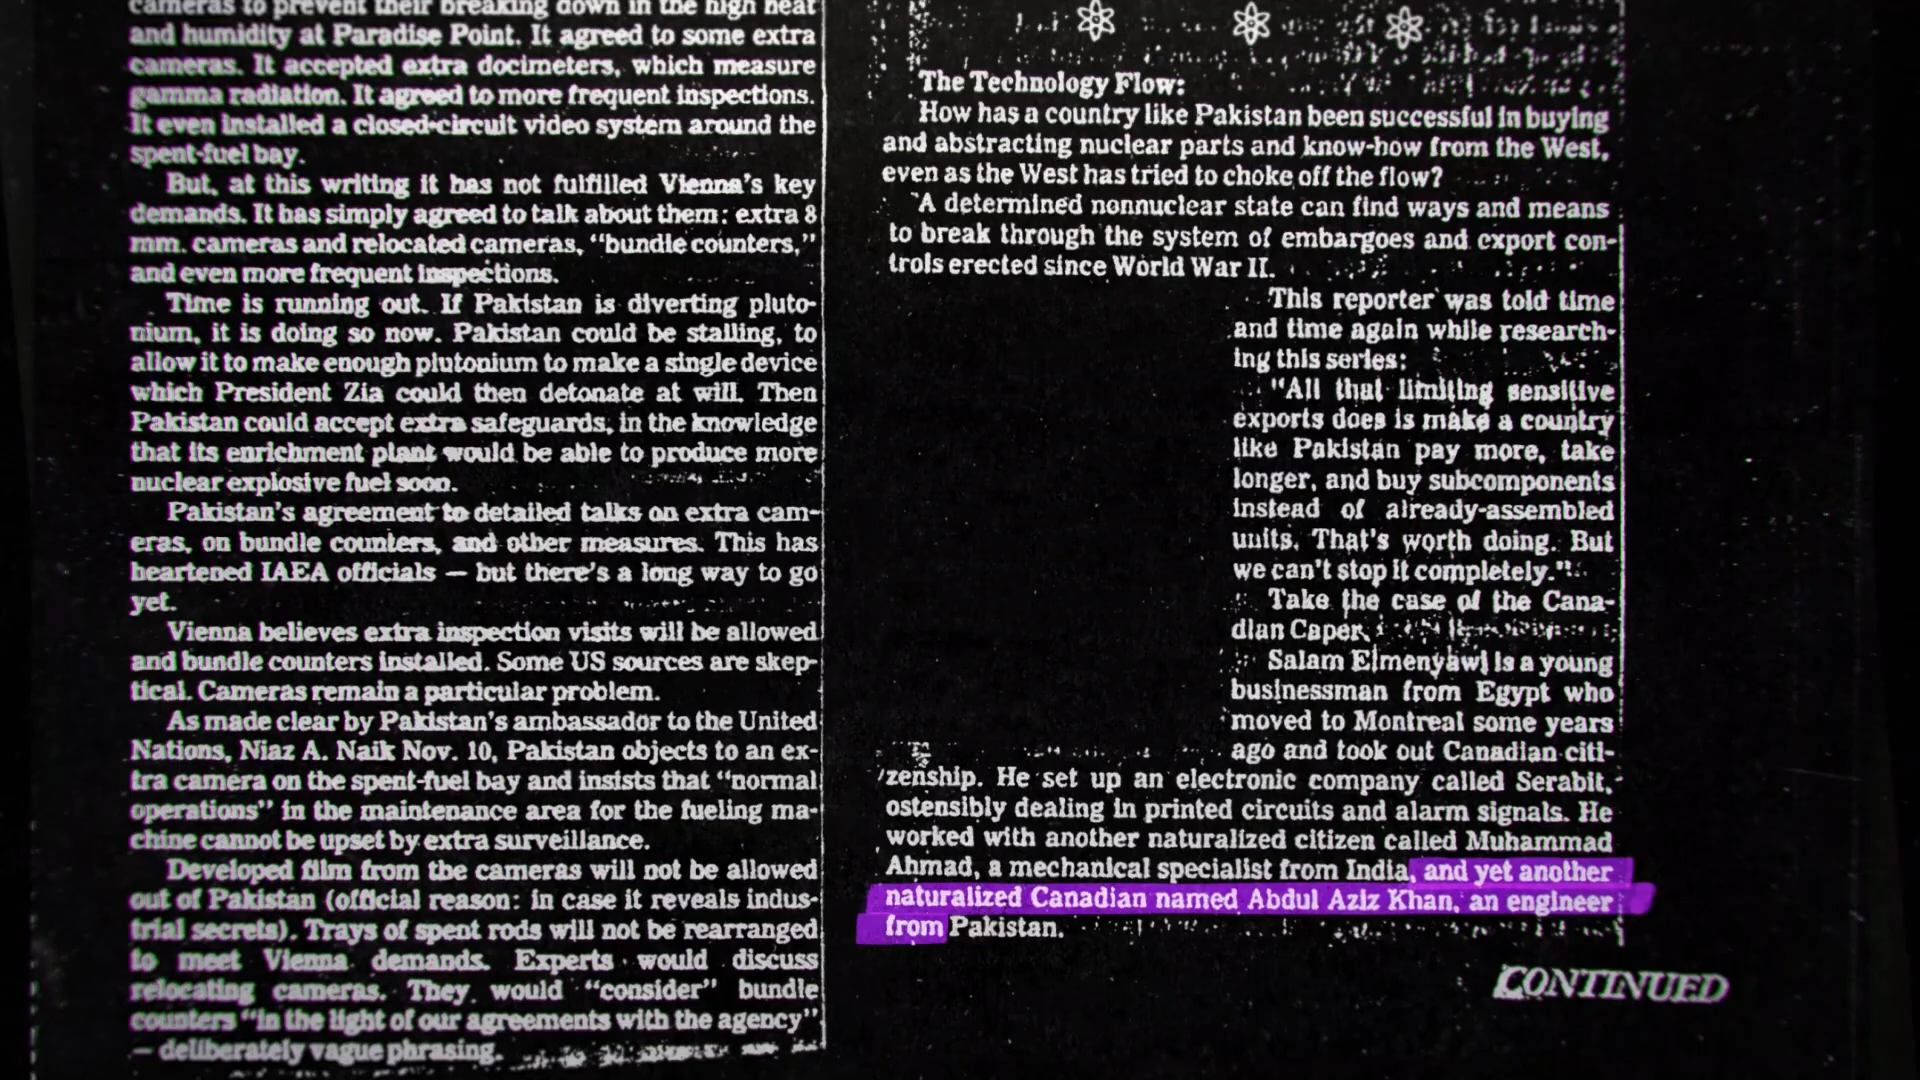 cameras to prevent their breaking down in the high heat
and humidity at Paradise Point. It agreed to some extra
cameras. It accepted extra docimeters, which measure
gamma radiation. It agreed to more frequent inspections.
It even installed a closed-circuit video system around the
spent-fuel bay.
But, at this writing it has not fulfilled Vienna's key
demands. It has simply agreed to talk about them: extra 8
mm. cameras and relocated cameras, "bundle counters,"
and even more frequent inspections.
Time is running out. If Pakistan is diverting pluto-
nium, it is doing so now. Pakistan could be stalling, to
allow it to make enough plutonium to make a single device
which President Zia could then detonate at will. Then
Pakistan could accept extra safeguards, in the knowledge
that its enrichment plant would be able to produce more
nuclear explosive fuel soon.
Pakistan's agreement to detailed talks on extra cam-
eras, on bundle counters, and other measures. This has
heartened IAEA officials — but there's a long way to go
yet.
Vienna believes extra inspection visits will be allowed
and bundle counters installed. Some US sources are skep-
tical. Cameras remain a particular problem.
As made clear by Pakistan's ambassador to the United
Nations, Niaz A. Naik Nov. 10, Pakistan objects to an ex-
tra camera on the spent-fuel bay and insists that "normal
operations" in the maintenance area for the fueling ma-
chine cannot be upset by extra surveillance.
Developed film from the cameras will not be allowed
out of Pakistan (official reason: in case it reveals indus-
trial secrets). Trays of spent rods will not be rearranged
to meet Vienna demands. Experts would discuss
relocating cameras. They would "consider" bundle
counters "in the light of our agreements with the agency"
— deliberately vague phrasing.
The Technology Flow:
How has a country like Pakistan been successful in buying
and abstracting nuclear parts and know-how from the West,
even as the West has tried to choke off the flow?
A determined nonnuclear state can find ways and means
to break through the system of embargoes and export con-
trols erected since World War II.
This reporter was told time
and time again while research-
ing this series:
"All that limiting sensitive
exports does is make a country
like Pakistan pay more, take
longer, and buy subcomponents
instead of already-assembled
units. That's worth doing. But
we can't stop it completely."
Take the case of the Cana-
dian Caper.
Salam Elmenyawi is a young
businessman from Egypt who
moved to Montreal some years
ago and took out Canadian citi-
zenship. He set up an electronic company called Serabit,
ostensibly dealing in printed circuits and alarm signals. He
worked with another naturalized citizen called Muhammad
Ahmad, a mechanical specialist from India, and yet another
naturalized Canadian named Abdul Aziz Khan, an engineer
from Pakistan.
CONTINUED